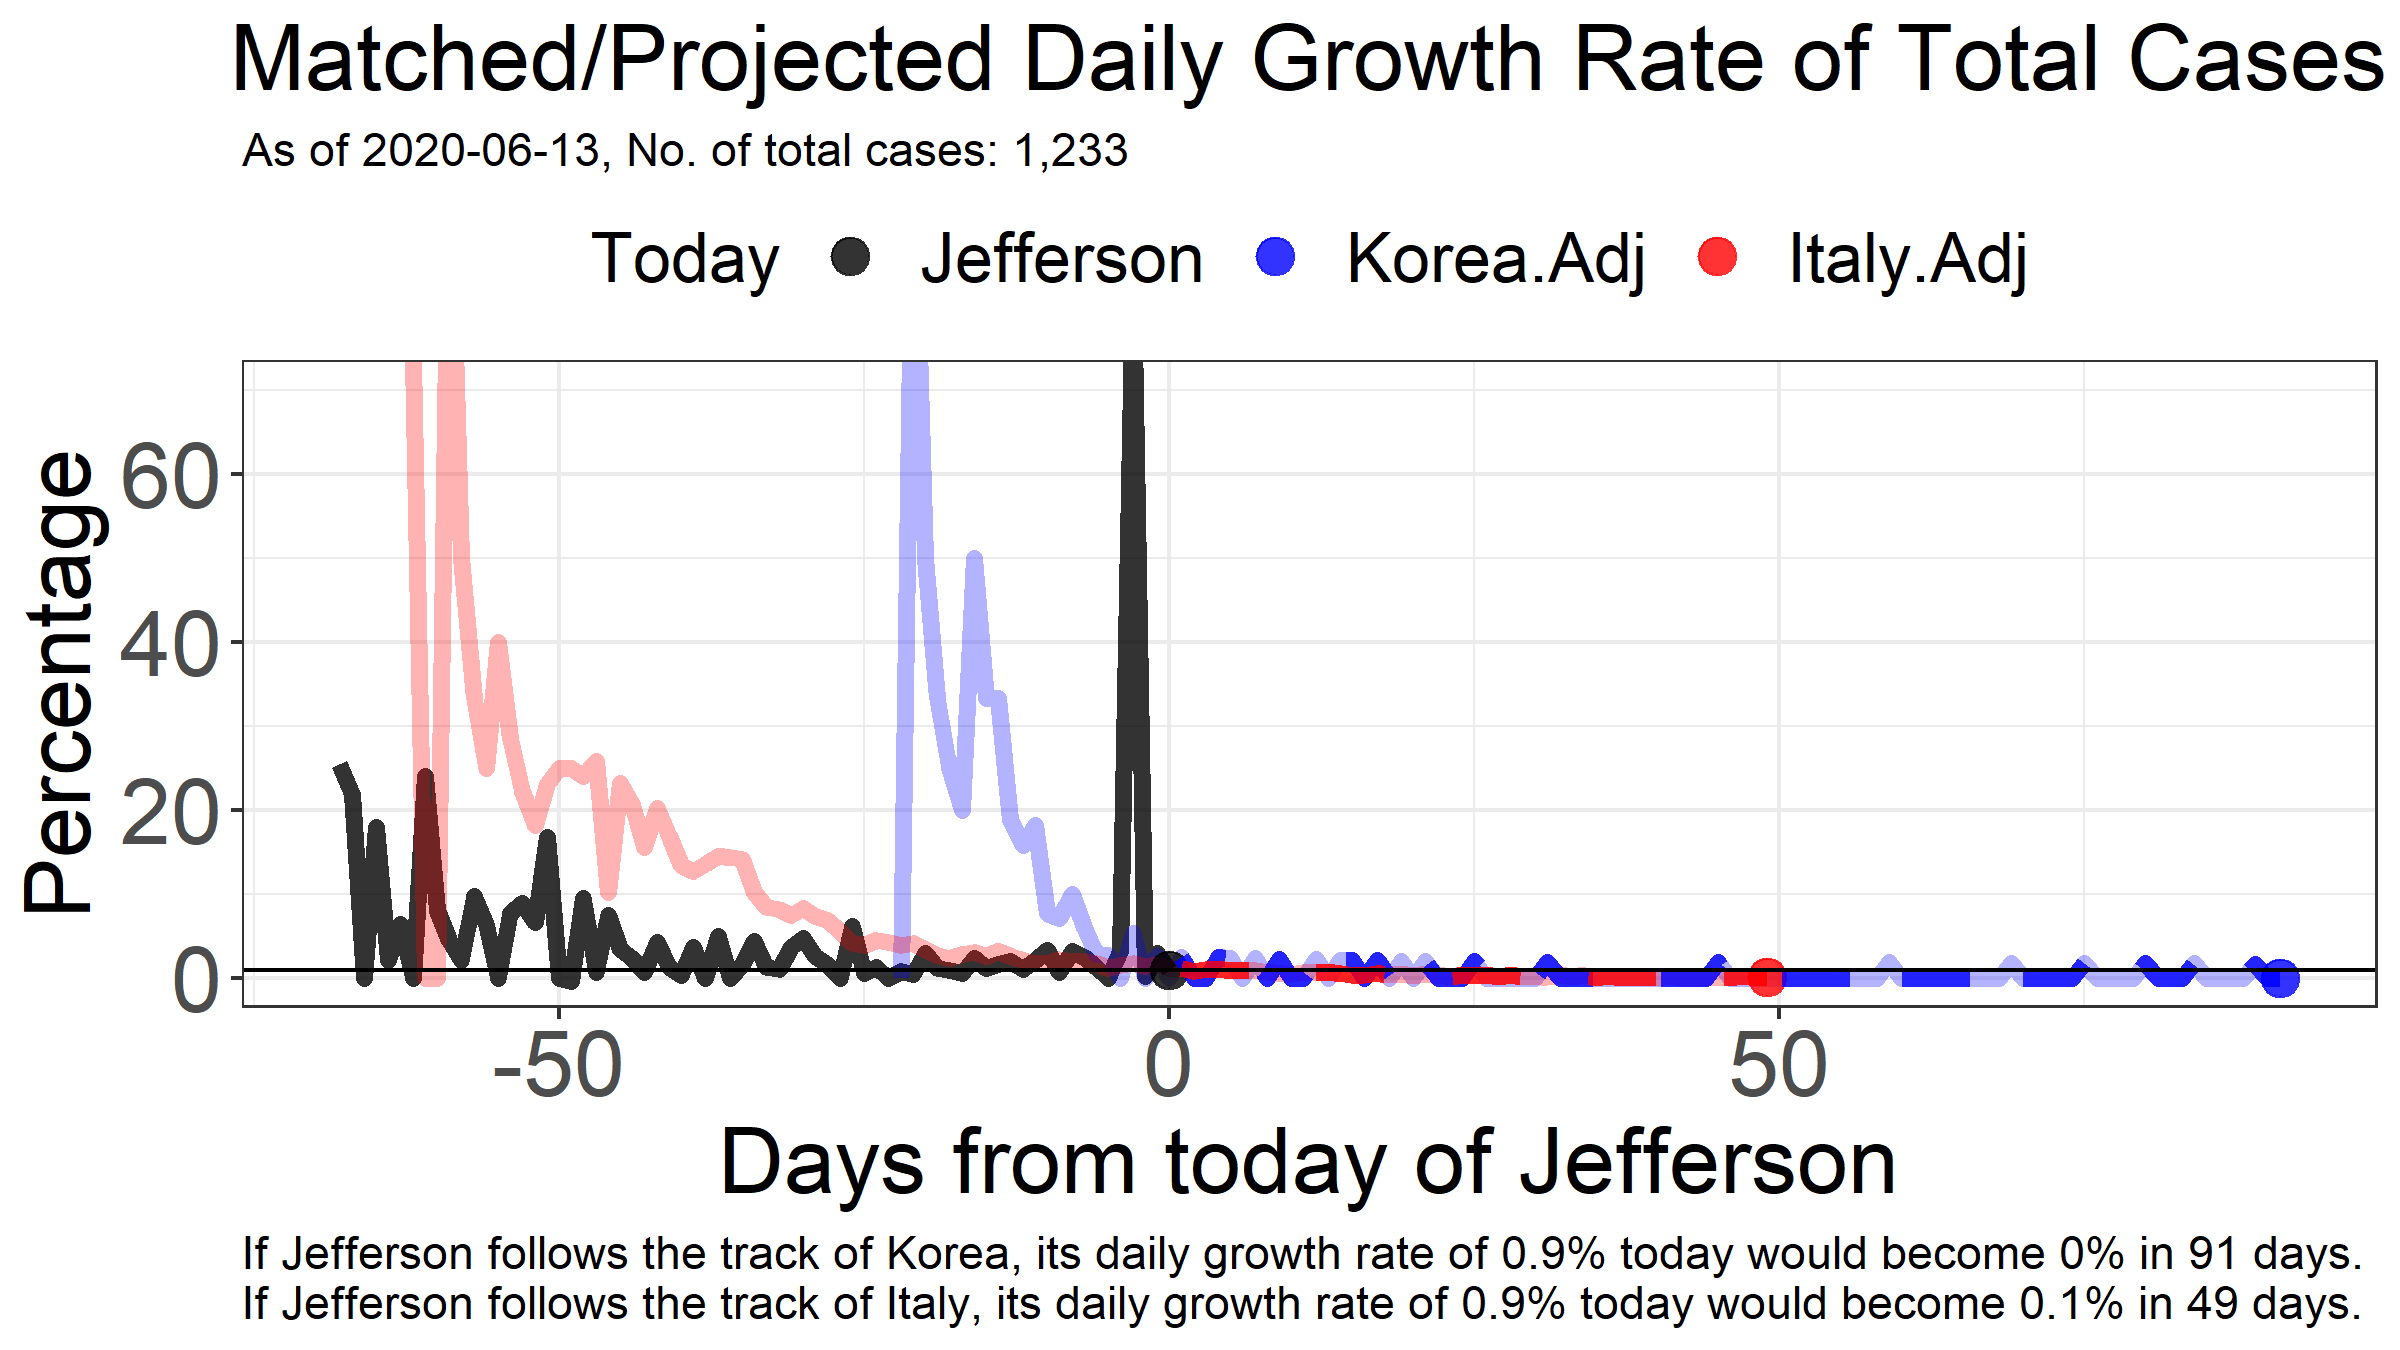 Matched/Projected Daily Growth Rate of Total Cases
As of 2020-06-13, No. of total cases: 1,233
Today Jefferson Korea.Adj Italy.Adj
Percentage
60
40
20
0
-50 0 50
Days from today of Jefferson
If Jefferson follows the track of Korea, its daily growth rate of 0.9% today would become 0% in 91 days.
If Jefferson follows the track of Italy, its daily growth rate of 0.9% today would become 0.1% in 49 days.